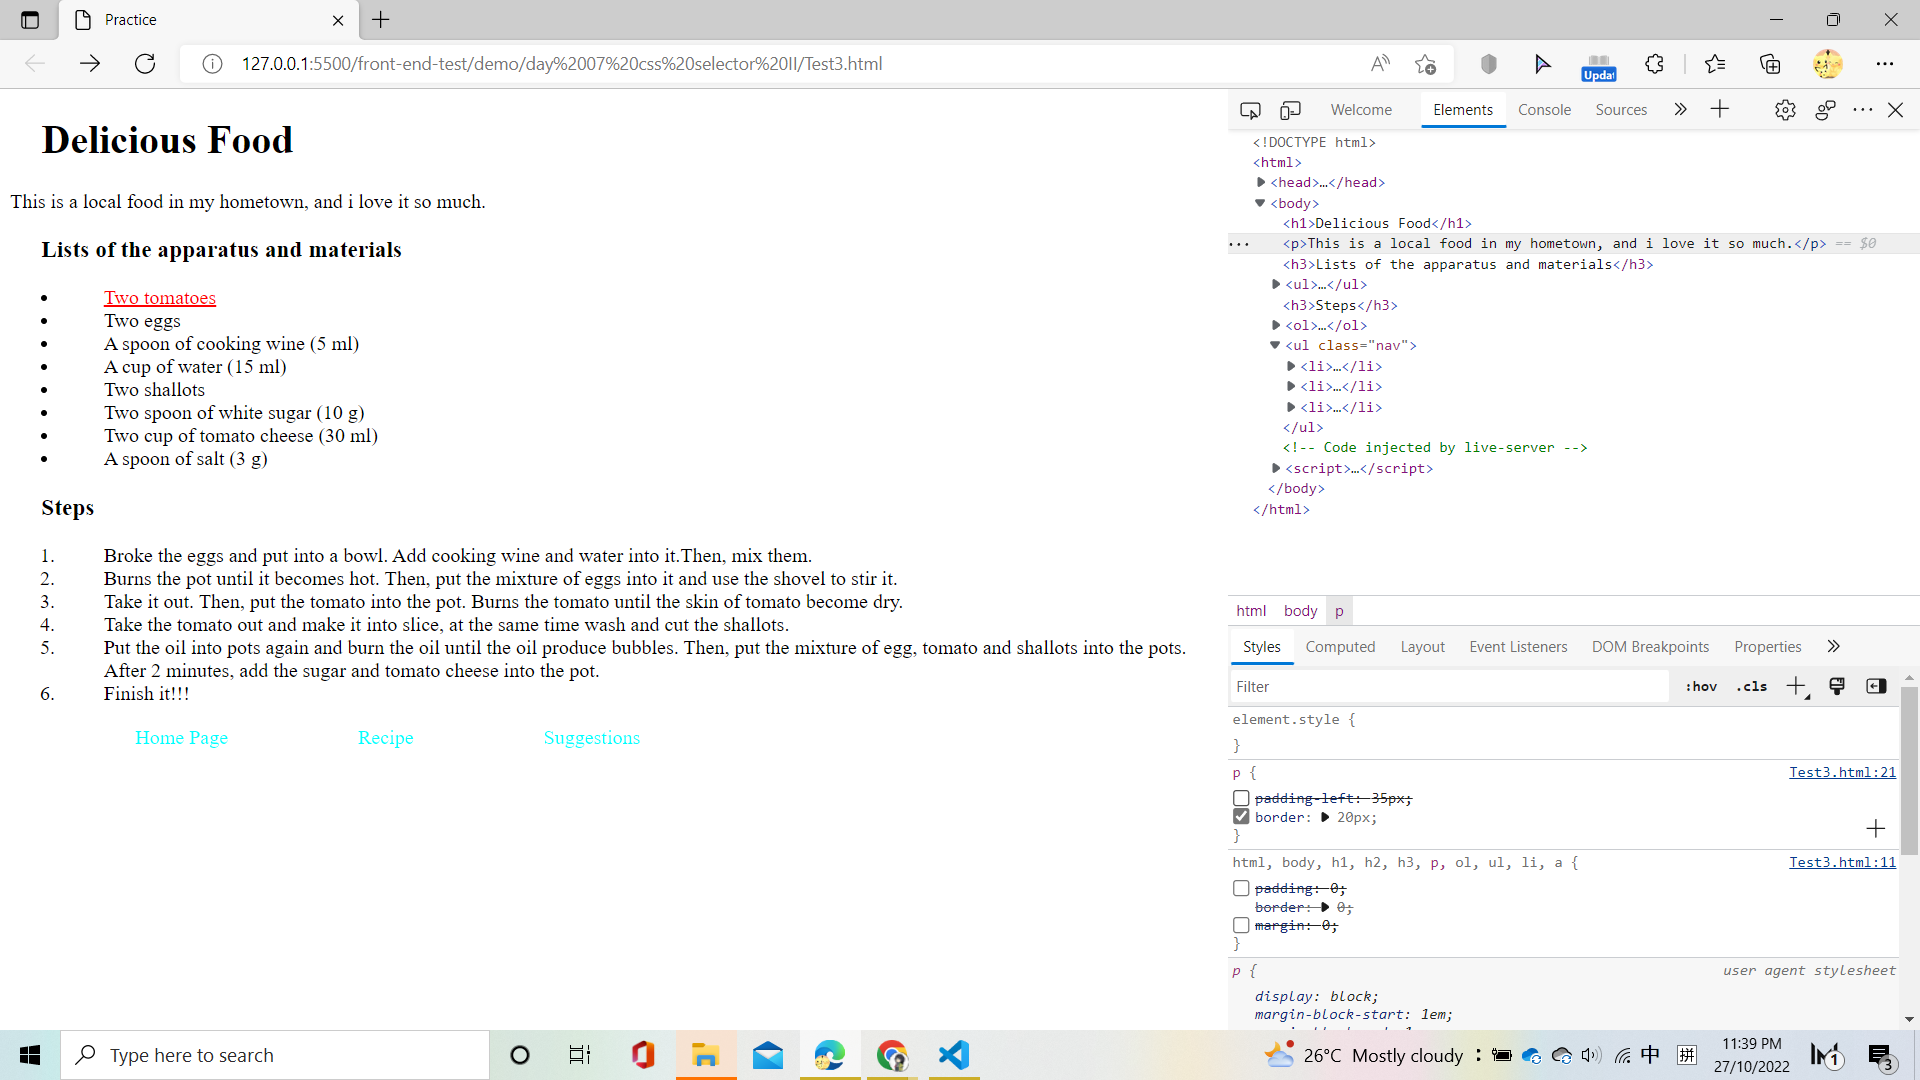 Practice
127.0.0.1:5500/front-end-test/demo/day%2007%20css%20selector%20II/Test3.html
Updat
Delicious Food
This is a local food in my hometown, and i love it so much.
Lists of the apparatus and materials
Two tomatoes
Two eggs
A spoon of cooking wine (5 ml)
A cup of water (15 ml)
Two shallots
Two spoon of white sugar (10 g)
Two cup of tomato cheese (30 ml)
A spoon of salt (3 g)
Steps
1. Broke the eggs and put into a bowl. Add cooking wine and water into it.Then, mix them.
2. Burns the pot until it becomes hot. Then, put the mixture of eggs into it and use the shovel to stir it.
3. Take it out. Then, put the tomato into the pot. Burns the tomato until the skin of tomato become dry.
4. Take the tomato out and make it into slice, at the same time wash and cut the shallots.
5. Put the oil into pots again and burn the oil until the oil produce bubbles. Then, put the mixture of egg, tomato and shallots into the pots.
After 2 minutes, add the sugar and tomato cheese into the pot.
6. Finish it!!!
Home Page Recipe Suggestions
Welcome Elements Console Sources
<!DOCTYPE html>
<html>
<head>…</head>
<body>
<h1>Delicious Food</h1>
<p>This is a local food in my hometown, and i love it so much.</p> == $0
<h3>Lists of the apparatus and materials</h3>
<ul>…</ul>
<h3>Steps</h3>
<ol>…</ol>
<ul class="nav">
<li>…</li>
<li>…</li>
<li>…</li>
</ul>
<!-- Code injected by live-server -->
<script>…</script>
</body>
</html>
html body p
Styles Computed Layout Event Listeners DOM Breakpoints Properties
Filter :hov .cls
element.style {
}
p { Test3.html:21
padding-left: 35px;
border: 20px;
}
html, body, h1, h2, h3, p, ol, ul, li, a { Test3.html:11
padding: 0;
border: 0;
margin: 0;
}
p { user agent stylesheet
display: block;
margin-block-start: 1em;
Type here to search
26°C Mostly cloudy
中 拼
11:39 PM
27/10/2022
1
3